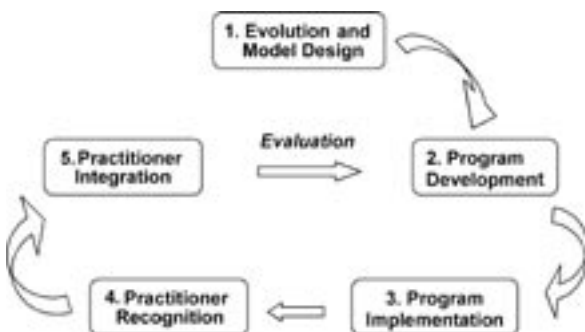 1. Evolution and
Model Design
Evaluation
5. Practitioner
Integration
2. Program
Development
4. Practitioner
Recognition
3. Program
Implementation